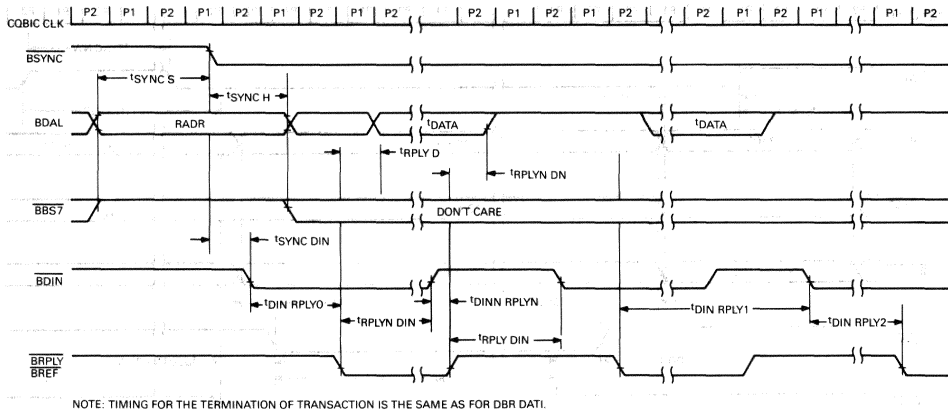 P2 P1 P2 P1 P2 P1 P2 P2 P1 P2 P1 P2 P2 P1 P2 P1 P1 P2
CQBIC CLK
BSYNC
tSYNC S
tSYNC H
BDAL
RADR
tDATA
tDATA
tRPLY D
tRPLYN DN
BBS7
DON'T CARE
tSYNC DIN
BDIN
tDIN RPLY0
tDINN RPLYN
tDIN RPLY1
tDIN RPLY2
tRPLYN DIN
tRPLY DIN
BRPLY
BREF
NOTE: TIMING FOR THE TERMINATION OF TRANSACTION IS THE SAME AS FOR DBR DATI.